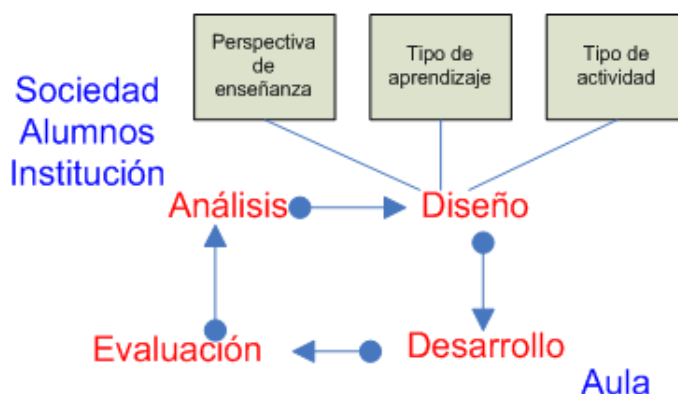 Perspectiva
de
enseñanza
Tipo de
aprendizaje
Tipo de
actividad
Sociedad
Alumnos
Institución
Análisis
Diseño
Evaluación
Desarrollo
Aula